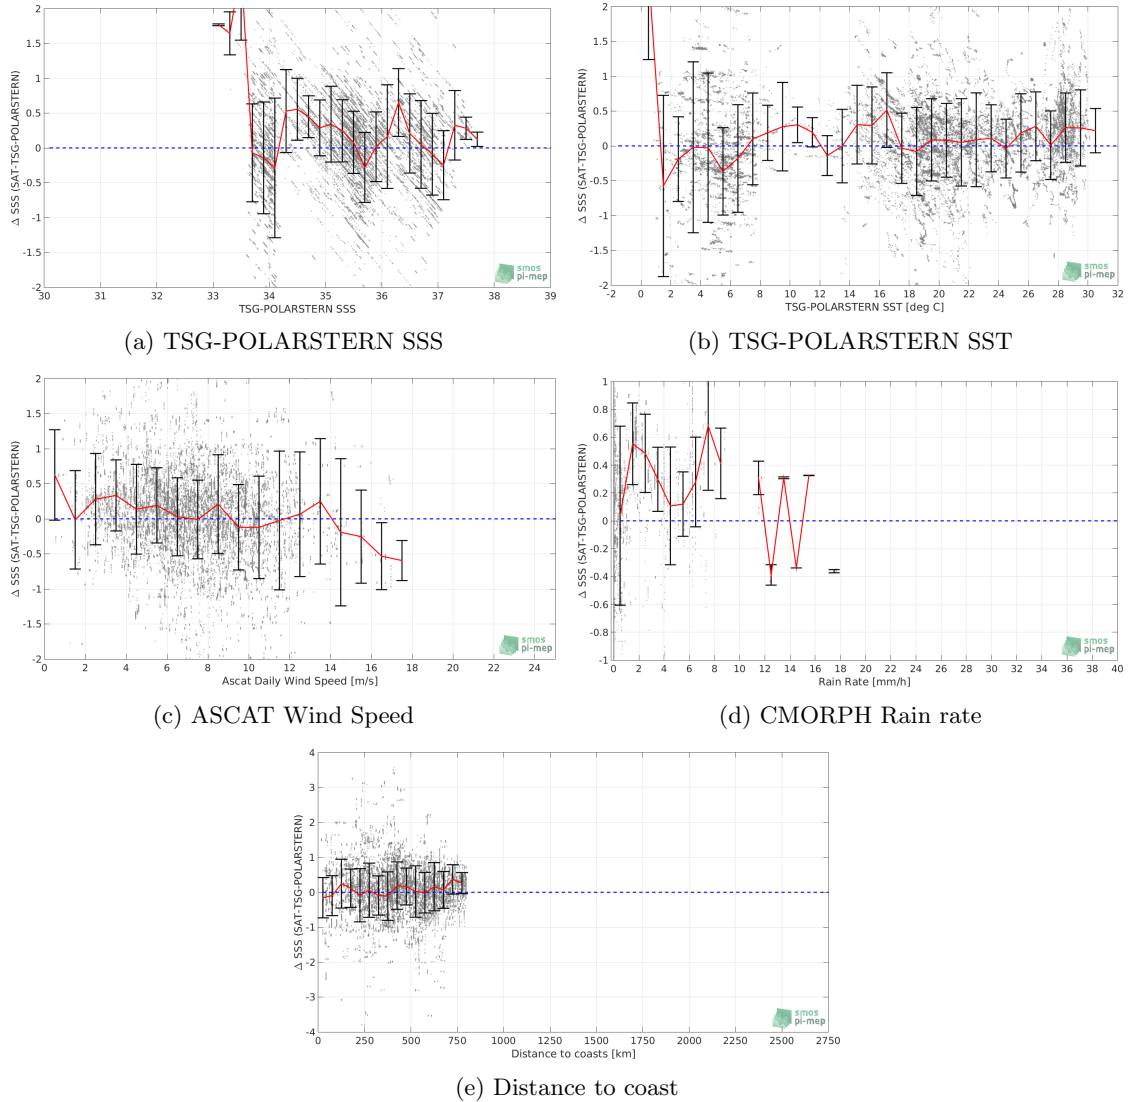 Δ SSS (SAT-TSG-POLARSTERN)
2
1.5
1
0.5
0
-0.5
-1
-1.5
-2
30 31 32 33 34 35 36 37 38 39
TSG-POLARSTERN SSS
smos
pi-mep
(a) TSG-POLARSTERN SSS
Δ SSS (SAT-TSG-POLARSTERN)
2
1.5
1
0.5
0
-0.5
-1
-1.5
-2
-2 0 2 4 6 8 10 12 14 16 18 20 22 24 26 28 30 32
TSG-POLARSTERN SST [deg C]
smos
pi-mep
(b) TSG-POLARSTERN SST
Δ SSS (SAT-TSG-POLARSTERN)
2
1.5
1
0.5
0
-0.5
-1
-1.5
-2
0 2 4 6 8 10 12 14 16 18 20 22 24
Ascat Daily Wind Speed [m/s]
smos
pi-mep
(c) ASCAT Wind Speed
Δ SSS (SAT-TSG-POLARSTERN)
1
0.8
0.6
0.4
0.2
0
-0.2
-0.4
-0.6
-0.8
-1
0 2 4 6 8 10 12 14 16 18 20 22 24 26 28 30 32 34 36 38 40
Rain Rate [mm/h]
smos
pi-mep
(d) CMORPH Rain rate
Δ SSS (SAT-TSG-POLARSTERN)
4
3
2
1
0
-1
-2
-3
-4
0 250 500 750 1000 1250 1500 1750 2000 2250 2500 2750
Distance to coasts [km]
smos
pi-mep
(e) Distance to coast